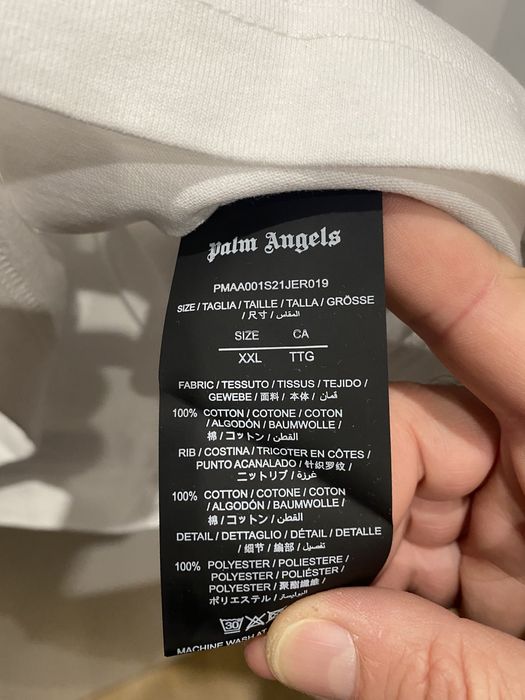 Palm Angels
PMAA001S21JER019
SIZE / TAGLIA / TAILLE / TALLA / GRÖSSE
/ 尺寸 / المقاس /
SIZE CA
XXL TTG
FABRIC / TESSUTO / TISSUS / TEJIDO /
GEWEBE / 面料 / 本体 / قمان /
100% COTTON / COTONE / COTON
/ ALGODÓN / BAUMWOLLE /
棉 / コットン / القطن /
RIB / COSTINA / TRICOTER EN CÔTES /
PUNTO ACANALADO / 针织罗纹 /
ニットリブ / غرزة /
100% COTTON / COTONE / COTON
/ ALGODÓN / BAUMWOLLE /
棉 / コットン / القطن /
DETAIL / DETTAGLIO / DÉTAIL / DETALLE
/ 细节 / 編部 / تفصيل /
100% POLYESTER / POLIESTERE /
POLYESTER / POLIÉSTER /
POLYESTER / 聚酯纖維 /
ポリエステル / البوليستر /
30
MACHINE WASH AT